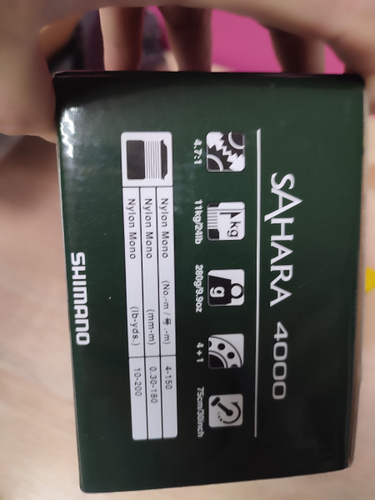 SAHARA 4000
4.7:1
kg
11kg/24lb
g
280g/9.9oz
4 + 1
75cm/30inch
Nylon Mono (No.-m / 号 -m) 4-150
Nylon Mono (mm-m) 0.30-180
Nylon Mono (lb-yds.) 10-200
SHIMANO